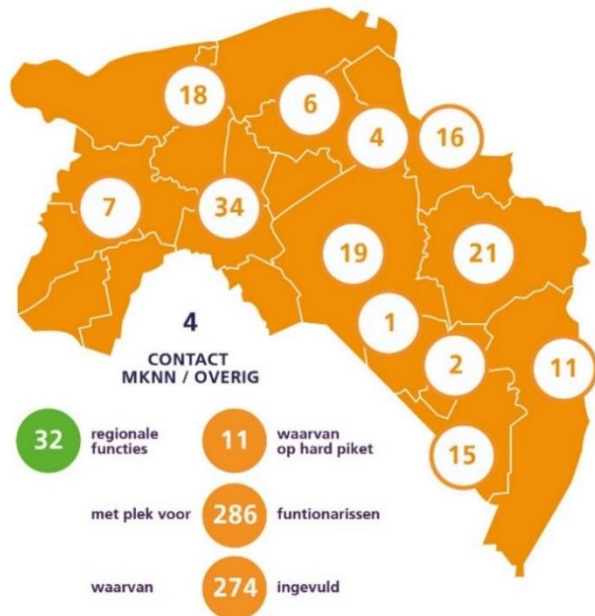 18
6
4
16
7
34
19
21
1
2
11
15
4
CONTACT
MKNN / OVERIG
32 regionale functies
11 waarvan op hard piket
met plek voor 286 funtionarissen
waarvan 274 ingevuld